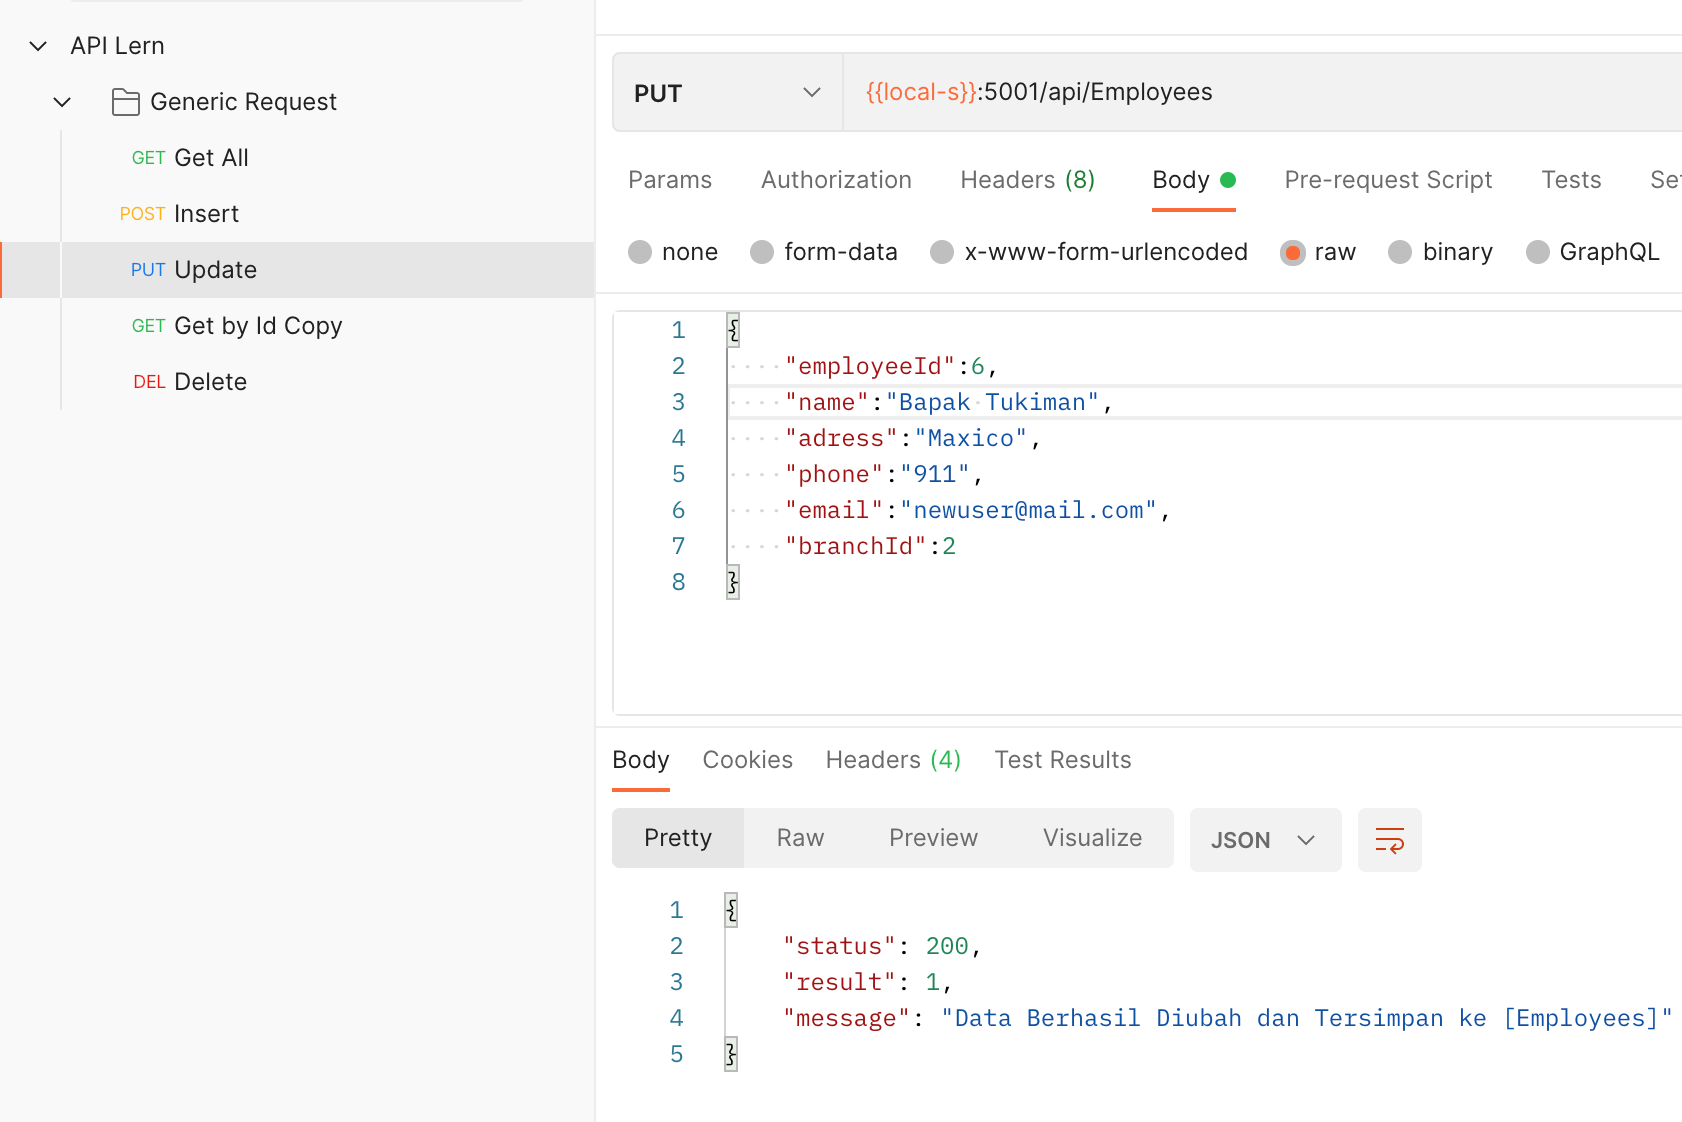 API Lern
Generic Request
GET Get All
POST Insert
PUT Update
GET Get by Id Copy
DEL Delete
PUT {{local-s}}:5001/api/Employees
Params Authorization Headers (8) Body Pre-request Script Tests Set
none form-data x-www-form-urlencoded raw binary GraphQL
1 {
2 "employeeId":6,
3 "name":"Bapak Tukiman",
4 "adress":"Maxico",
5 "phone":"911",
6 "email":"newuser@mail.com",
7 "branchId":2
8 }
Body Cookies Headers (4) Test Results
Pretty Raw Preview Visualize JSON
1 {
2 "status": 200,
3 "result": 1,
4 "message": "Data Berhasil Diubah dan Tersimpan ke [Employees]"
5 }